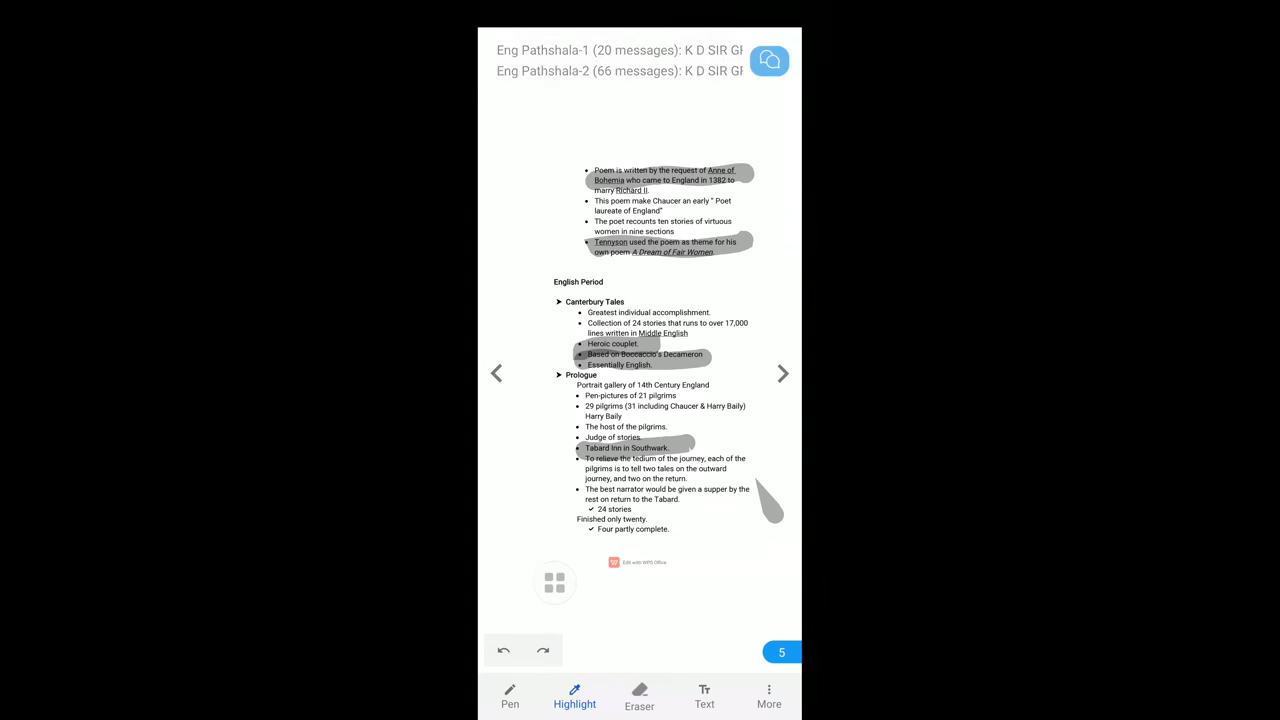 Eng Pathshala-1 (20 messages): K D SIR GF
Eng Pathshala-2 (66 messages): K D SIR GF
• Poem is written by the request of Anne of
Bohemia who came to England in 1382 to
marry Richard II.
• This poem make Chaucer an early “ Poet
laureate of England”
• The poet recounts ten stories of virtuous
women in nine sections
• Tennyson used the poem as theme for his
own poem A Dream of Fair Women.
English Period
➤ Canterbury Tales
• Greatest individual accomplishment.
• Collection of 24 stories that runs to over 17,000
lines written in Middle English
• Heroic couplet.
• Based on Boccaccio's Decameron
• Essentially English.
➤ Prologue
Portrait gallery of 14th Century England
• Pen-pictures of 21 pilgrims
• 29 pilgrims (31 including Chaucer & Harry Baily)
Harry Baily
• The host of the pilgrims.
• Judge of stories.
• Tabard Inn in Southwark.
• To relieve the tedium of the journey, each of the
pilgrims is to tell two tales on the outward
journey, and two on the return.
• The best narrator would be given a supper by the
rest on return to the Tabard.
✓ 24 stories
Finished only twenty.
✓ Four partly complete.
Edit with WPS Office
5
Pen
Highlight
Eraser
Text
More